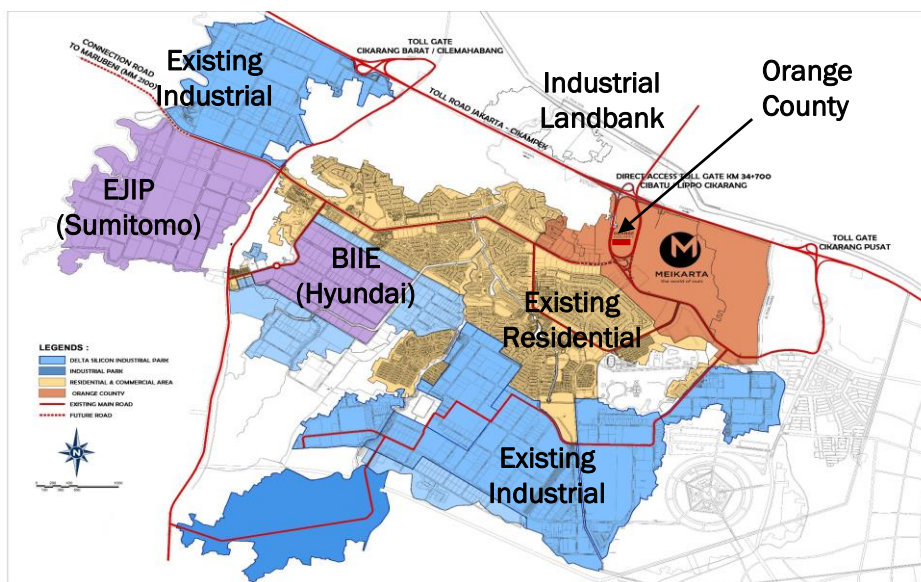 CONNECTION ROAD
TO MARUBENI (MM 2100)
Existing
Industrial
TOLL GATE
CIKARANG BARAT / CILEMAHABANG
TOLL ROAD JAKARTA - CIKAMPEK
Industrial
Landbank
Orange
County
EJIP
(Sumitomo)
DIRECT ACCESS TOLL GATE KM 34+700
CIBATU - LIPPO CIKARANG
TOLL GATE
CIKARANG PUSAT
M
MEIKARTA
BIIE
(Hyundai)
Existing
Residential
LEGENDS :
DELTA SILICON INDUSTRIAL PARK
INDUSTRIAL PARK
RESIDENTIAL & COMMERCIAL AREA
ORANGE COUNTY
EXISTING MAIN ROAD
FUTURE ROAD
Existing
Industrial